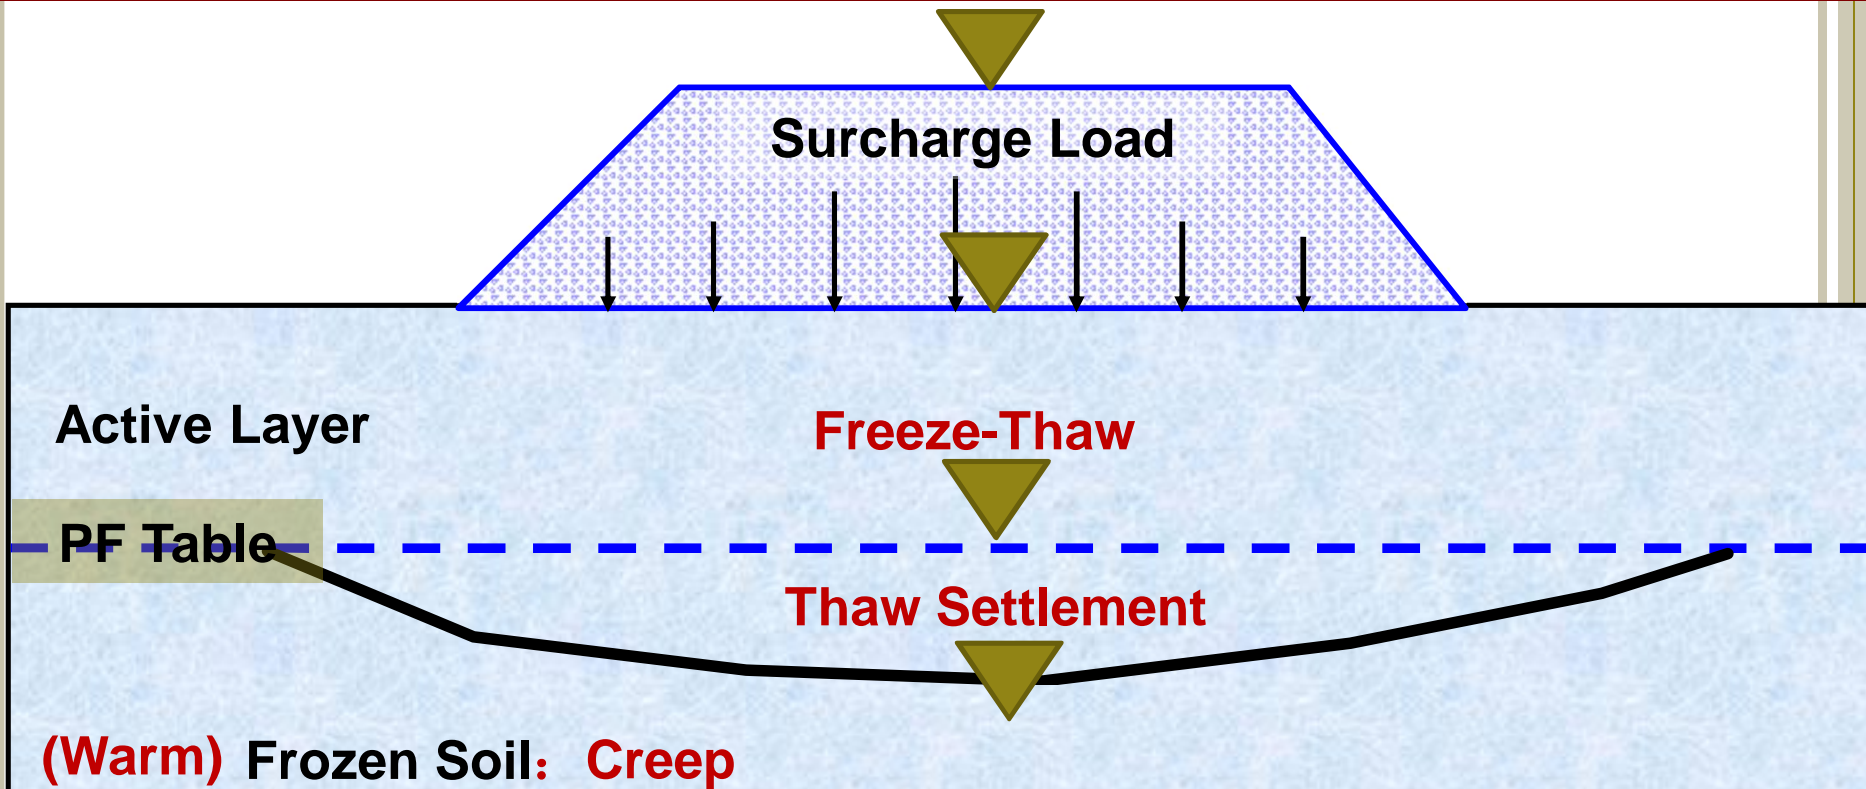 Surcharge Load
Active Layer
Freeze-Thaw
PF Table
Thaw Settlement
(Warm) Frozen Soil： Creep